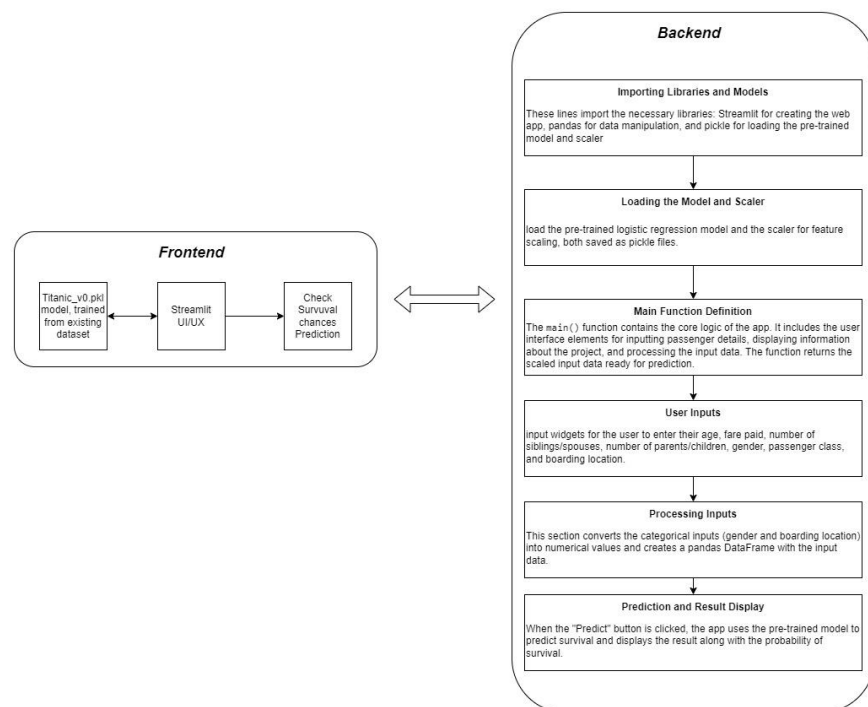 Frontend
Titanic_v0.pkl
model, trained
from existing
dataset
Streamlit
UI/UX
Check
Survuval
chances
Prediction
Backend
Importing Libraries and Models
These lines import the necessary libraries: Streamlit for creating the web
app, pandas for data manipulation, and pickle for loading the pre-trained
model and scaler
Loading the Model and Scaler
load the pre-trained logistic regression model and the scaler for feature
scaling, both saved as pickle files.
Main Function Definition
The main() function contains the core logic of the app. It includes the user
interface elements for inputting passenger details, displaying information
about the project, and processing the input data. The function returns the
scaled input data ready for prediction.
User Inputs
input widgets for the user to enter their age, fare paid, number of
siblings/spouses, number of parents/children, gender, passenger class,
and boarding location.
Processing Inputs
This section converts the categorical inputs (gender and boarding location)
into numerical values and creates a pandas DataFrame with the input
data.
Prediction and Result Display
When the "Predict" button is clicked, the app uses the pre-trained model to
predict survival and displays the result along with the probability of
survival.